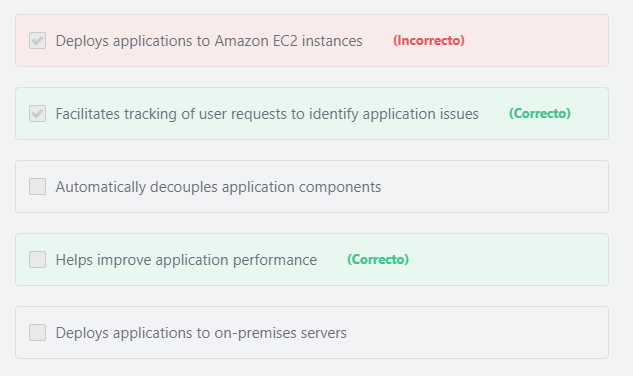 Deploys applications to Amazon EC2 instances (Incorrecto)
Facilitates tracking of user requests to identify application issues (Correcto)
Automatically decouples application components
Helps improve application performance (Correcto)
Deploys applications to on-premises servers